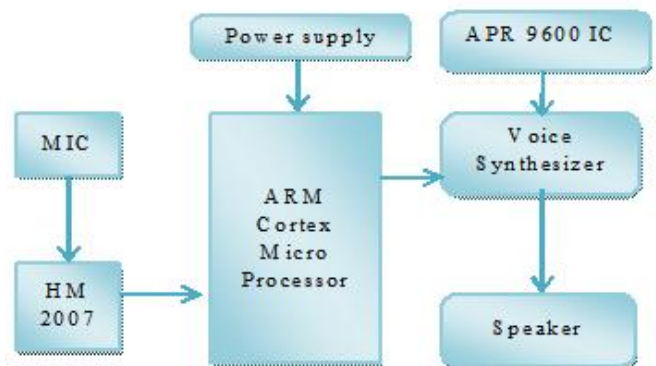 Power supply
APR 9600 IC
MIC
Voice
Synthesizer
ARM
Cortex
Micro
Processor
HM
2007
Speaker